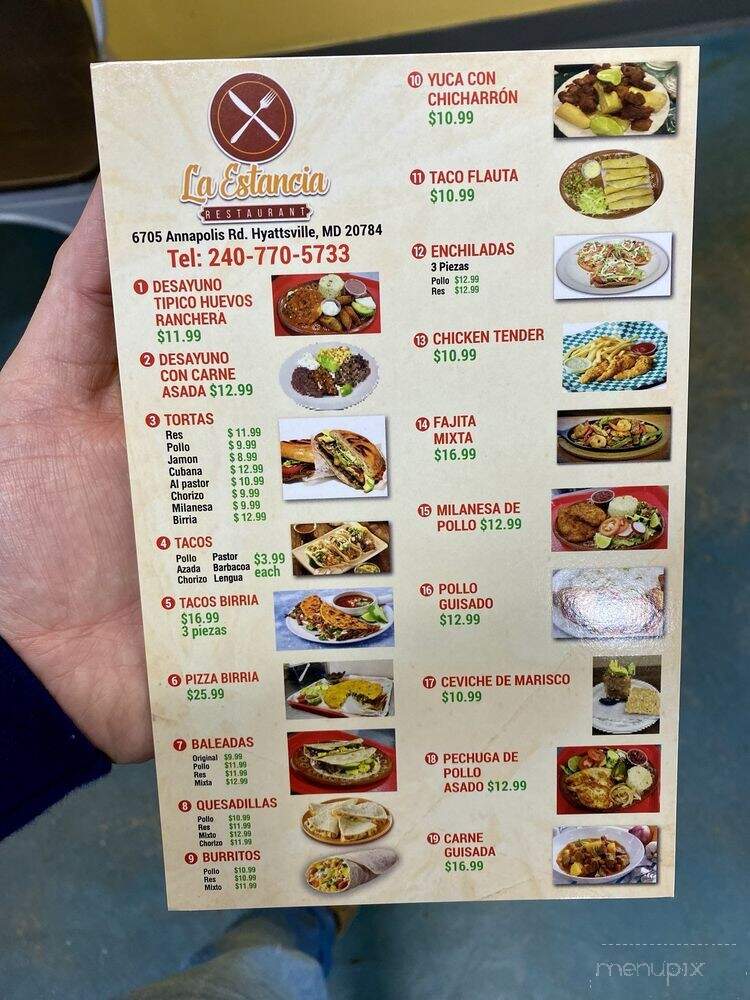 La Estancia
RESTAURANT
6705 Annapolis Rd. Hyattsville, MD 20784
Tel: 240-770-5733
1 DESAYUNO
TIPICO HUEVOS
RANCHERA
$11.99
2 DESAYUNO
CON CARNE
ASADA $12.99
3 TORTAS
Res $11.99
Pollo $9.99
Jamon $8.99
Cubana $12.99
Al pastor $10.99
Chorizo $9.99
Milanesa $9.99
Birria $12.99
4 TACOS
Pollo Pastor $3.99
Azada Barbacoa each
Chorizo Lengua
5 TACOS BIRRIA
$16.99
3 piezas
6 PIZZA BIRRIA
$25.99
7 BALEADAS
Original $9.99
Pollo $11.99
Res $11.99
Mixta $12.99
8 QUESADILLAS
Pollo $10.99
Res $11.99
Mixto $12.99
Chorizo $11.99
9 BURRITOS
Pollo $10.99
Res $10.99
Mixto $11.99
10 YUCA CON
CHICHARRÓN
$10.99
11 TACO FLAUTA
$10.99
12 ENCHILADAS
3 Piezas
Pollo $12.99
Res $12.99
13 CHICKEN TENDER
$10.99
14 FAJITA
MIXTA
$16.99
15 MILANESA DE
POLLO $12.99
16 POLLO
GUISADO
$12.99
17 CEVICHE DE MARISCO
$10.99
18 PECHUGA DE
POLLO
ASADO $12.99
19 CARNE
GUISADA
$16.99
menupix